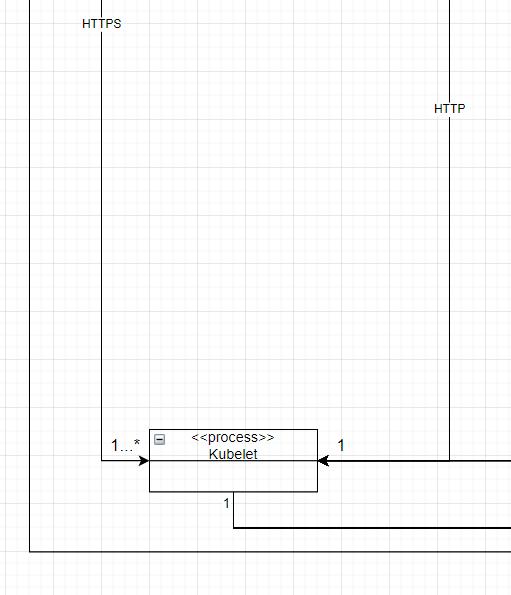 HTTPS
HTTP
1...*
<<process>>
Kubelet
1
1